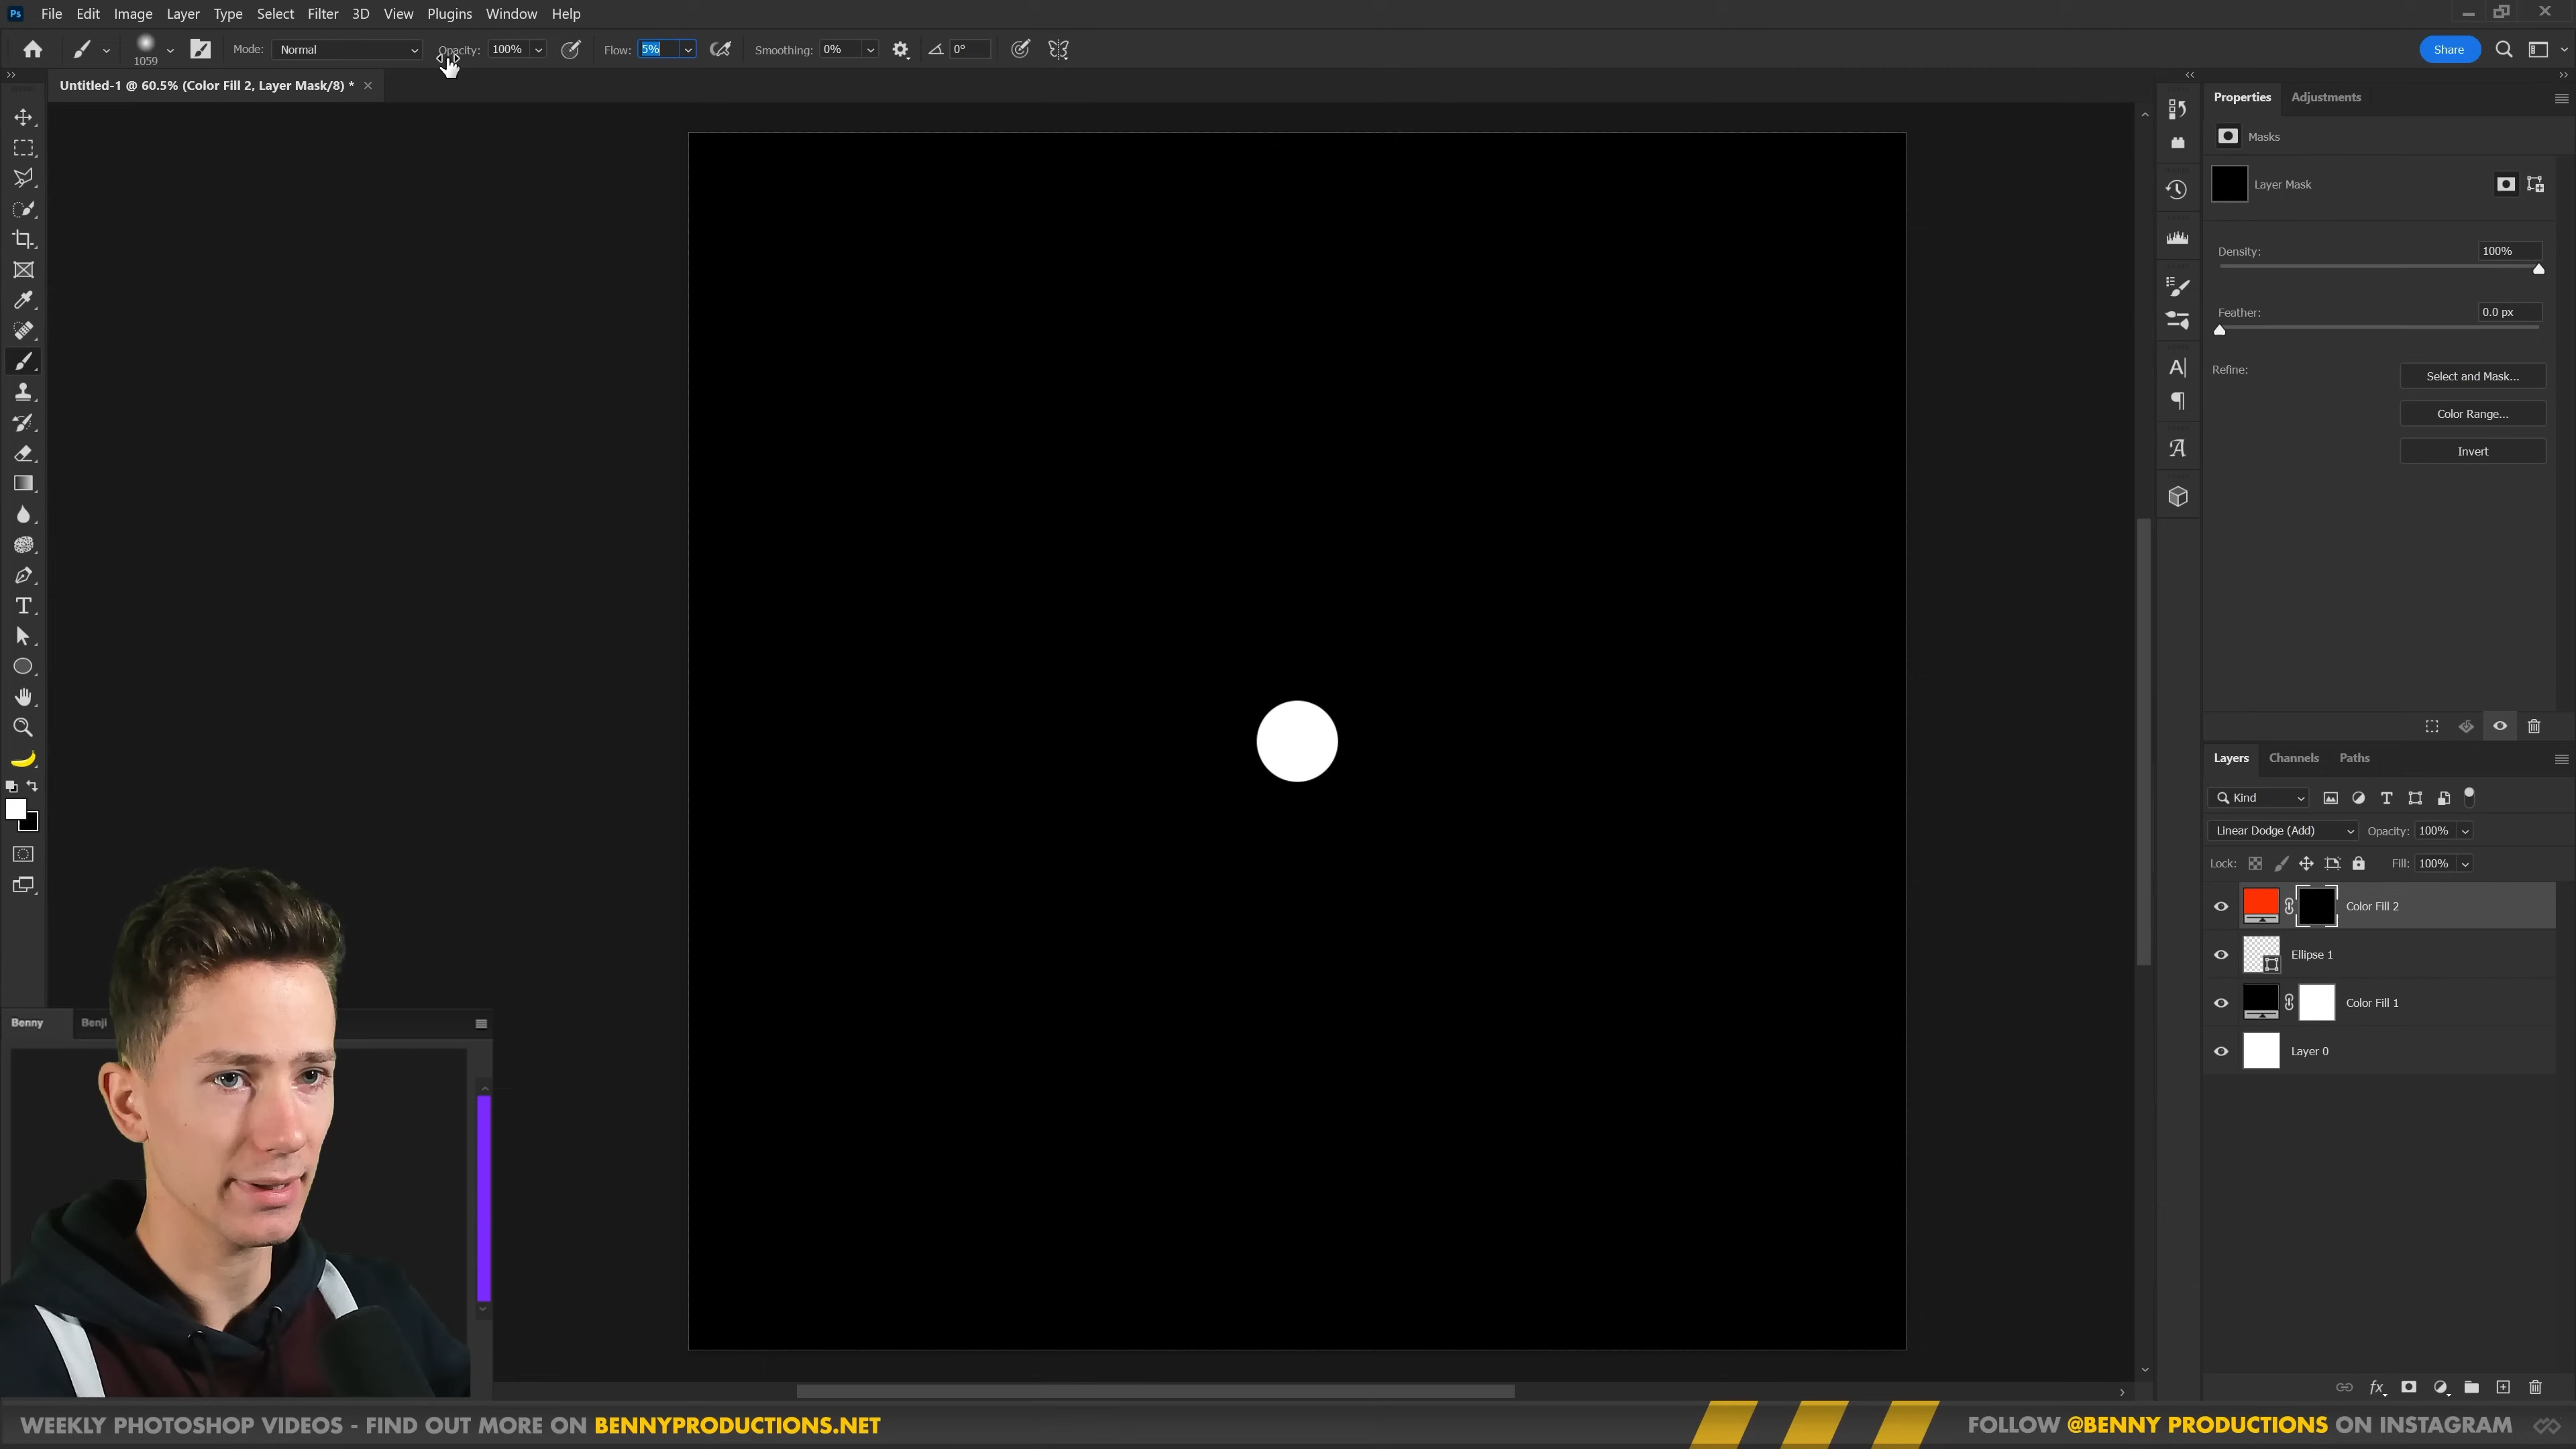 Ps File Edit Image Layer Type Select Filter 3D View Plugins Window Help
1059 Mode: Normal Opacity: 100% Flow: 5% Smoothing: 0% 0° Share
Untitled-1 @ 60.5% (Color Fill 2, Layer Mask/8) *
Properties Adjustments
Masks
Layer Mask
Density: 100%
Feather: 0.0 px
Refine: Select and Mask...
Color Range...
Invert
Layers Channels Paths
Kind
Linear Dodge (Add) Opacity: 100%
Lock: Fill: 100%
Color Fill 2
Ellipse 1
Color Fill 1
Layer 0
Benny Benji
WEEKLY PHOTOSHOP VIDEOS - FIND OUT MORE ON BENNYPRODUCTIONS.NET
FOLLOW @BENNY PRODUCTIONS ON INSTAGRAM